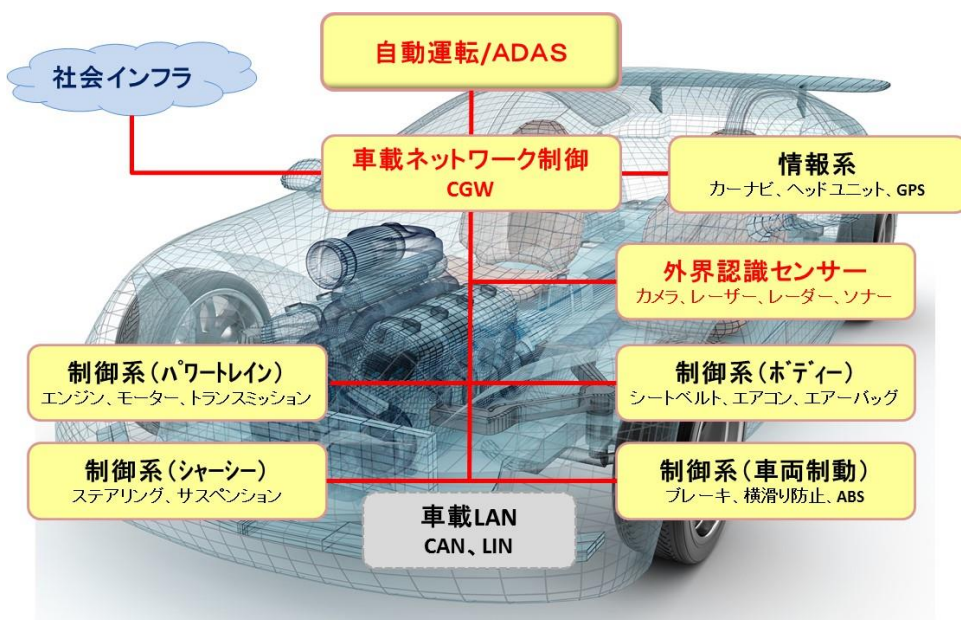 自動運転/ADAS
社会インフラ
車載ネットワーク制御
CGW
情報系
カーナビ、ヘッドユニット、GPS
外界認識センサー
カメラ、レーザー、レーダー、ソナー
制御系（パワートレイン）
エンジン、モーター、トランスミッション
制御系（ボディー）
シートベルト、エアコン、エアーバッグ
制御系（シャーシー）
ステアリング、サスペンション
制御系（車両制動）
ブレーキ、横滑り防止、ABS
車載LAN
CAN、LIN